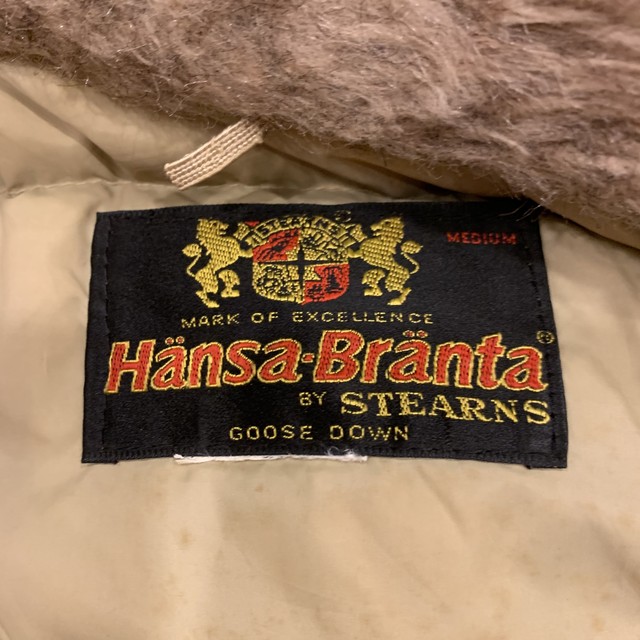 MEDIUM
MARK OF EXCELLENCE
Hänsa-Bränta®
BY STEARNS
GOOSE DOWN